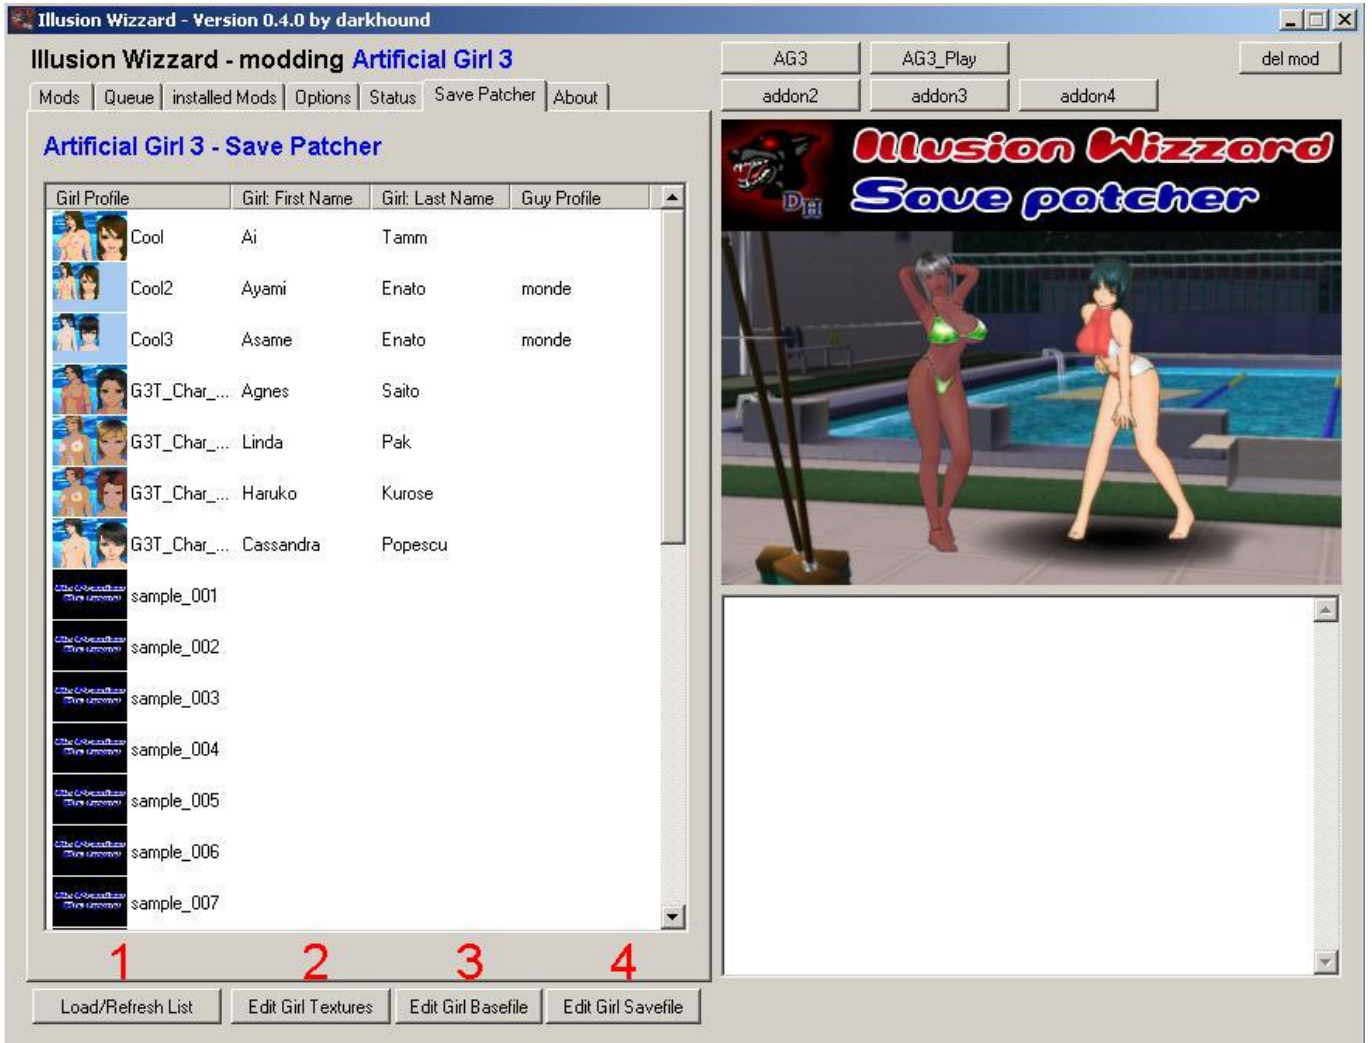 Illusion Wizzard - Version 0.4.0 by darkhound
Illusion Wizzard - modding Artificial Girl 3
AG3 AG3_Play del mod
Mods Queue installed Mods Options Status Save Patcher About
addon2 addon3 addon4
Artificial Girl 3 - Save Patcher
Illusion Wizzard
DH Save patcher
Girl Profile Girl: First Name Girl: Last Name Guy Profile
Cool Ai Tamm
Cool2 Ayami Enato monde
Cool3 Asame Enato monde
G3T_Char_... Agnes Saito
G3T_Char_... Linda Pak
G3T_Char_... Haruko Kurose
G3T_Char_... Cassandra Popescu
sample_001
sample_002
sample_003
sample_004
sample_005
sample_006
sample_007
1 2 3 4
Load/Refresh List Edit Girl Textures Edit Girl Basefile Edit Girl Savefile